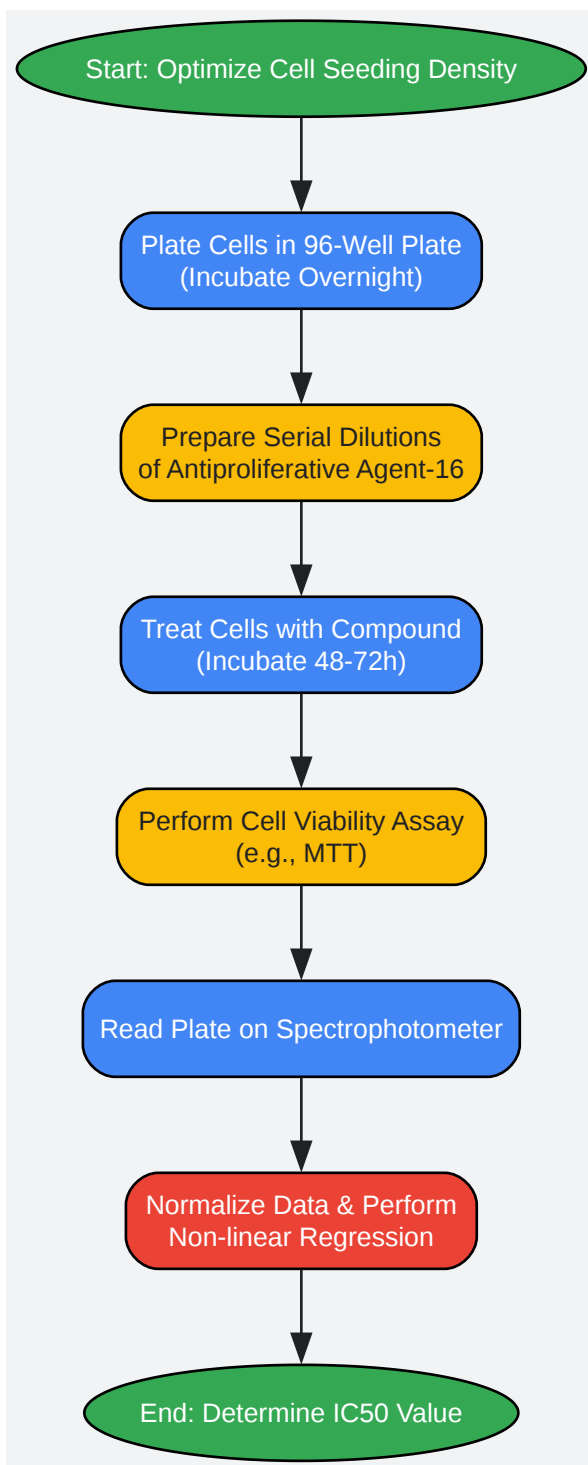 Start: Optimize Cell Seeding Density
Plate Cells in 96-Well Plate
(Incubate Overnight)
Prepare Serial Dilutions
of Antiproliferative Agent-16
Treat Cells with Compound
(Incubate 48-72h)
Perform Cell Viability Assay
(e.g., MTT)
Read Plate on Spectrophotometer
Normalize Data & Perform
Non-linear Regression
End: Determine IC50 Value